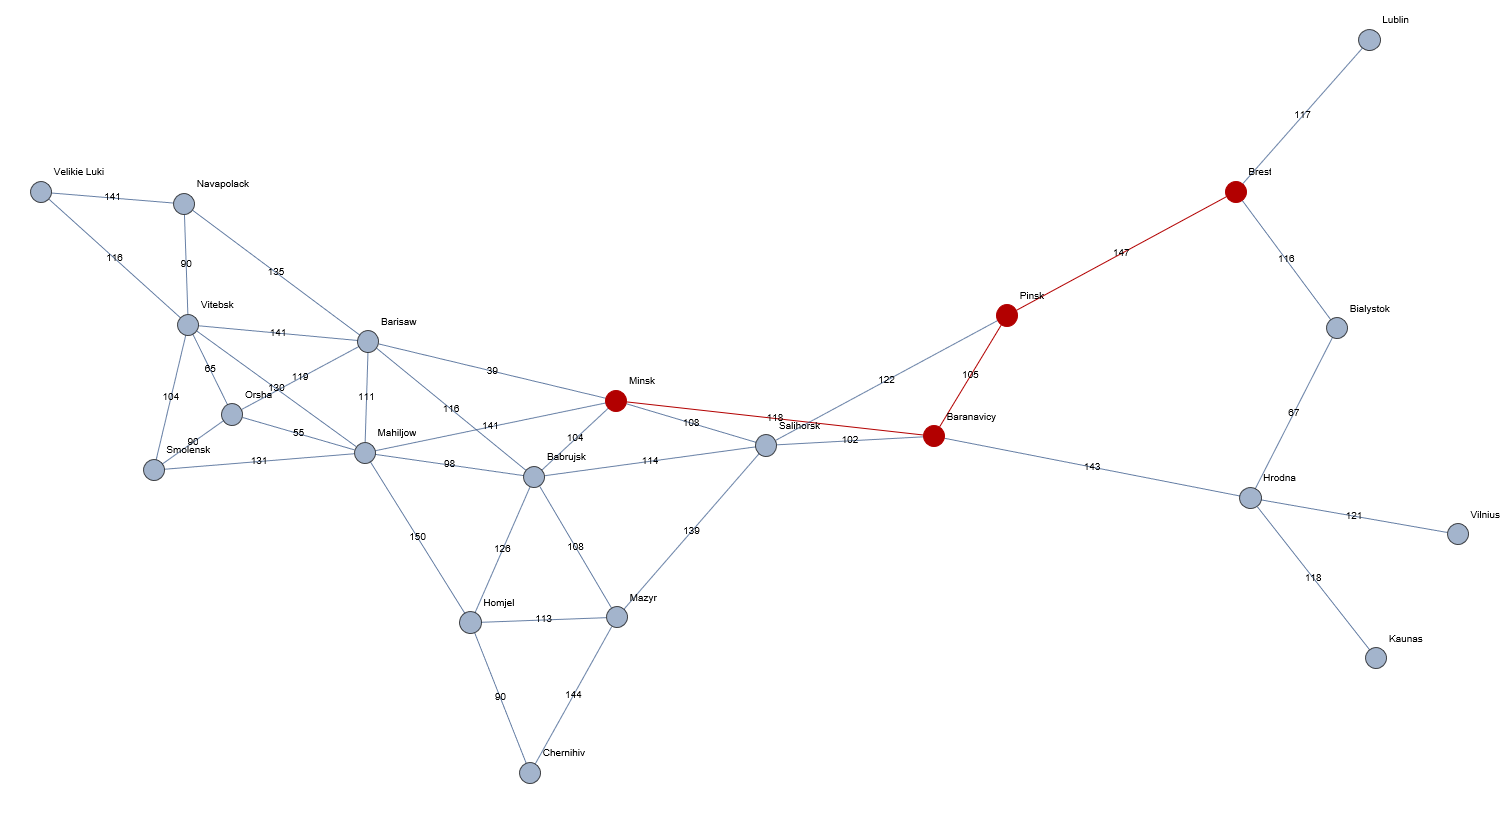 Lublin
117
Velikie Luki
Brest
Navapolack
141
147
116
116
90
135
Pinsk
Vitebsk
Bialystok
Barisaw
141
65
39
105
119
Minsk
122
130
104
Orsha
111
116
67
Baranavicy
118
108
141
Salihorsk
Mahiljow
55
104
102
90
Smolensk
Babrujsk
131
98
114
143
Hrodna
121
Vilnius
139
150
126
108
118
Mazyr
Homjel
113
Kaunas
144
90
Chernihiv